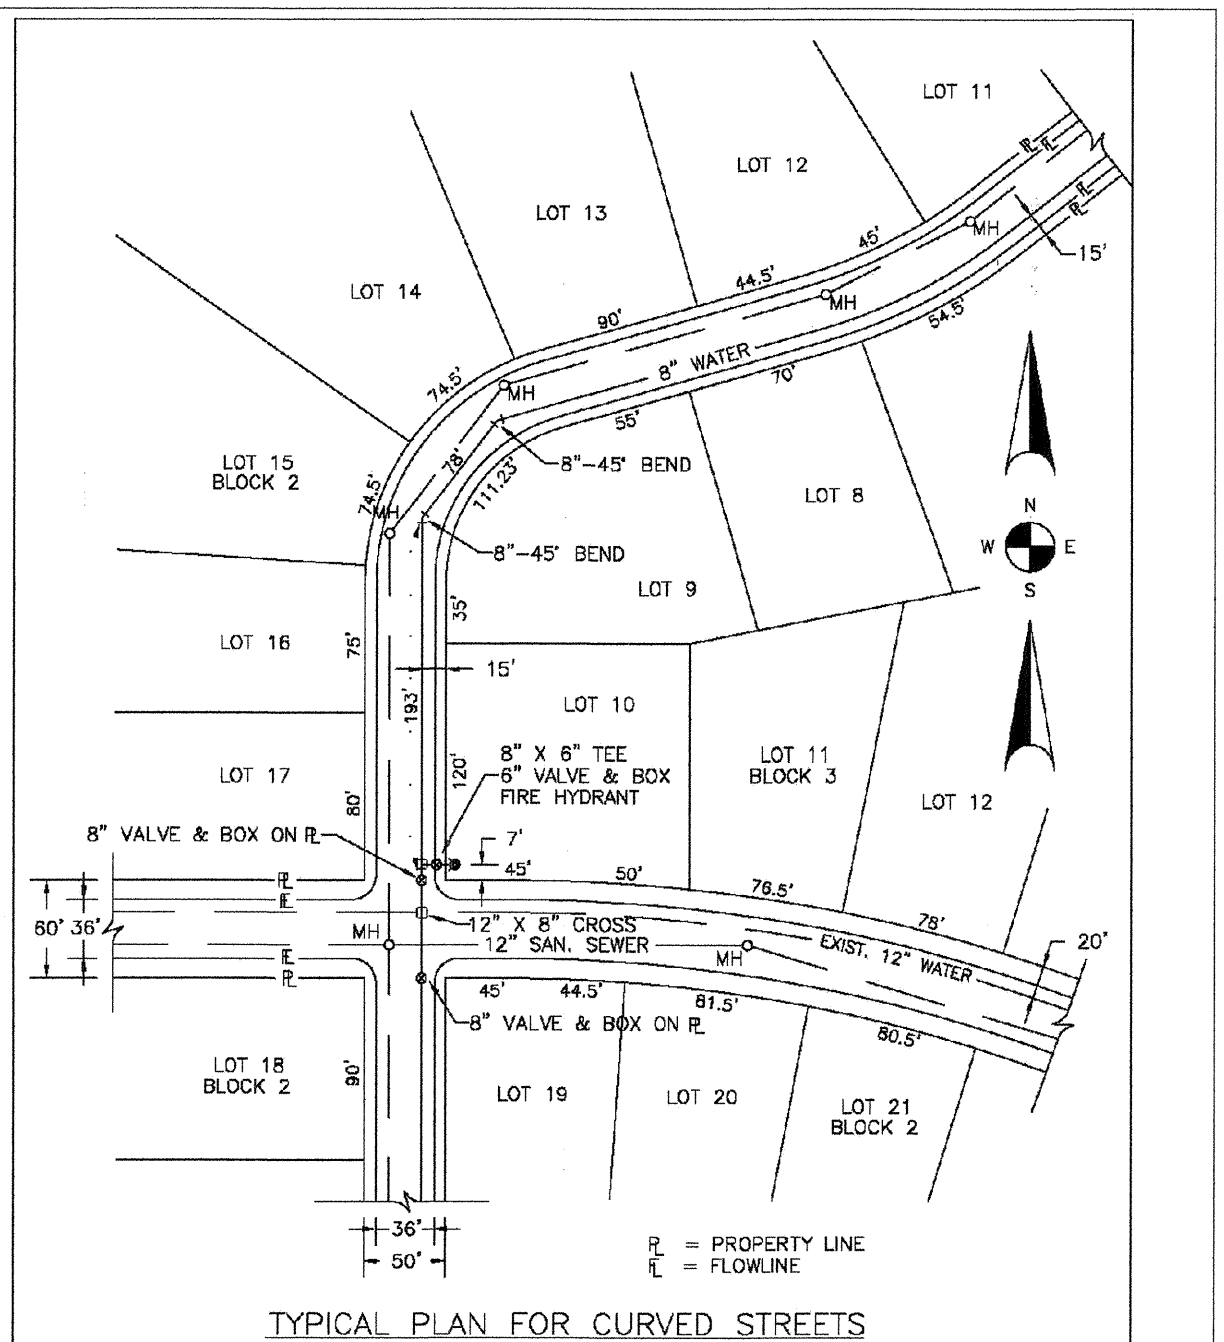 LOT 11
LOT 12
LOT 13
LOT 14
LOT 15
BLOCK 2
LOT 16
LOT 17
LOT 18
BLOCK 2
LOT 19
LOT 20
LOT 21
BLOCK 2
LOT 8
LOT 9
LOT 10
LOT 11
BLOCK 3
LOT 12
PL
FL
FL
PL
MH
15'
45'
44.5'
MH
54.5'
90'
8" WATER
70'
74.5'
MH
55'
78'
8"-45° BEND
111.23'
74.5'
MH
8"-45° BEND
N
W E
S
75'
35'
15'
193'
8" X 6" TEE
6" VALVE & BOX
FIRE HYDRANT
120'
80'
8" VALVE & BOX ON PL
7'
45'
50'
76.5'
78'
PL
FL
60' 36'
12" X 8" CROSS
MH
12" SAN. SEWER
MH
EXIST. 12" WATER
20'
FL
PL
45'
44.5'
81.5'
80.5'
8" VALVE & BOX ON PL
90'
36'
50'
PL = PROPERTY LINE
FL = FLOWLINE
TYPICAL PLAN FOR CURVED STREETS